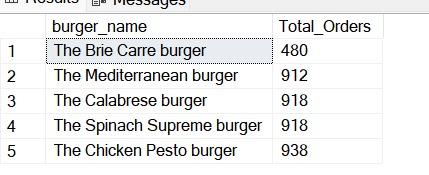 Results Messages
burger_name Total_Orders
1 The Brie Carre burger 480
2 The Mediterranean burger 912
3 The Calabrese burger 918
4 The Spinach Supreme burger 918
5 The Chicken Pesto burger 938